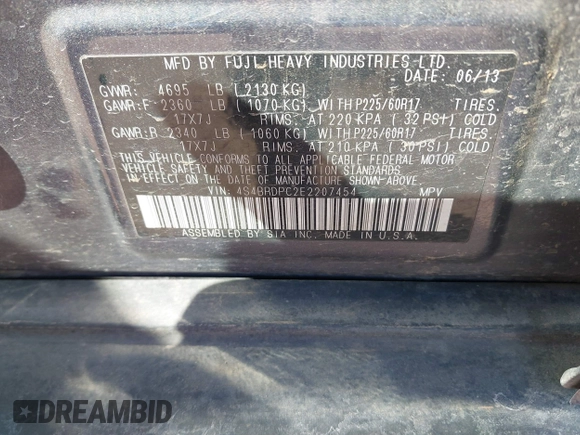 MFD BY FUJI HEAVY INDUSTRIES LTD.
DATE: 06/13
GVWR: 4695 LB (2130 KG)
GAWR:F 2360 LB (1070 KG) WITH P225/60R17 TIRES.
17X7J RIMS. AT 220 KPA (32 PSI) COLD
GAWR:R 2340 LB (1060 KG) WITH P225/60R17 TIRES.
17X7J RIMS. AT 210 KPA (30 PSI) COLD
THIS VEHICLE CONFORMS TO ALL APPLICABLE FEDERAL MOTOR
VEHICLE SAFETY AND THEFT PREVENTION STANDARDS
IN EFFECT ON THE DATE OF MANUFACTURE SHOWN ABOVE.
VIN: 4S4BRDPC2E2207454 MPV
ASSEMBLED BY SIA INC. MADE IN U.S.A.
DREAMBID